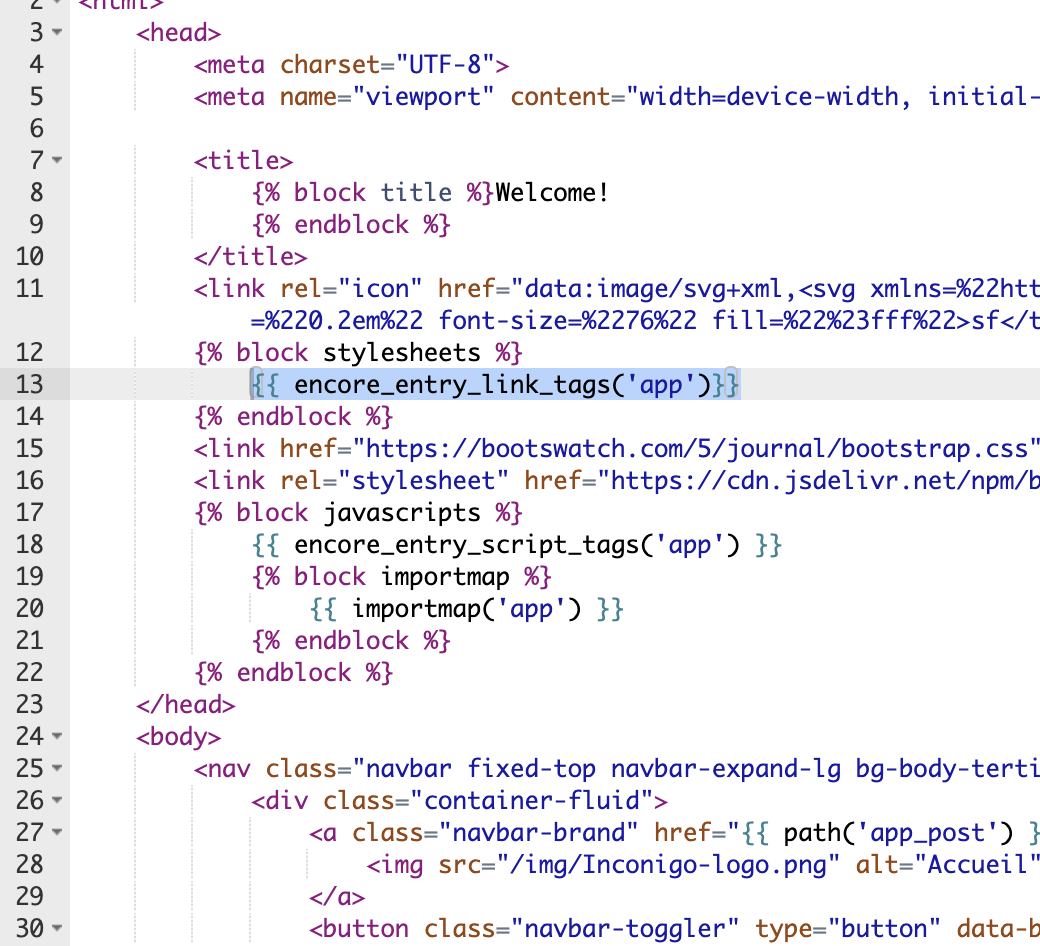 2 <html>
3 <head>
4 <meta charset="UTF-8">
5 <meta name="viewport" content="width=device-width, initial-
6
7 <title>
8 {% block title %}Welcome!
9 {% endblock %}
10 </title>
11 <link rel="icon" href="data:image/svg+xml,<svg xmlns=%22htt
=%220.2em%22 font-size=%2276%22 fill=%22%23fff%22>sf</t
12 {% block stylesheets %}
13 {{ encore_entry_link_tags('app')}}
14 {% endblock %}
15 <link href="https://bootswatch.com/5/journal/bootstrap.css"
16 <link rel="stylesheet" href="https://cdn.jsdelivr.net/npm/b
17 {% block javascripts %}
18 {{ encore_entry_script_tags('app') }}
19 {% block importmap %}
20 {{ importmap('app') }}
21 {% endblock %}
22 {% endblock %}
23 </head>
24 <body>
25 <nav class="navbar fixed-top navbar-expand-lg bg-body-terti
26 <div class="container-fluid">
27 <a class="navbar-brand" href="{{ path('app_post') }
28 <img src="/img/Inconigo-logo.png" alt="Accueil"
29 </a>
30 <button class="navbar-toggler" type="button" data-b